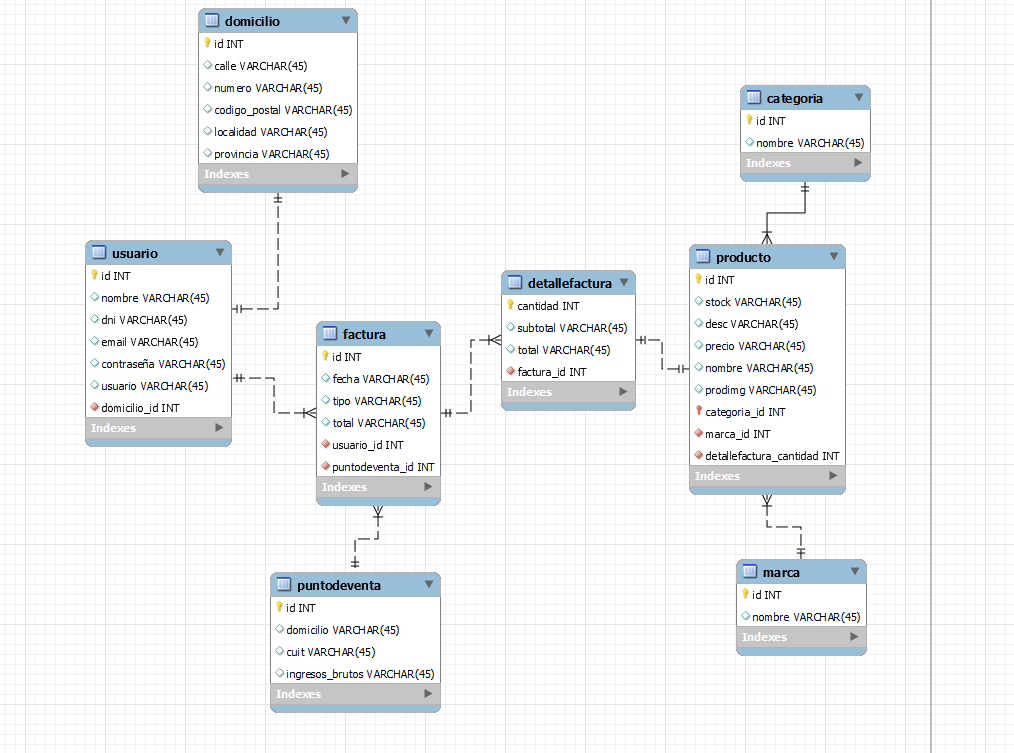 domicilio
id INT
calle VARCHAR(45)
numero VARCHAR(45)
codigo_postal VARCHAR(45)
localidad VARCHAR(45)
provincia VARCHAR(45)
Indexes
categoria
id INT
nombre VARCHAR(45)
Indexes
usuario
id INT
nombre VARCHAR(45)
dni VARCHAR(45)
email VARCHAR(45)
contraseña VARCHAR(45)
usuario VARCHAR(45)
domicilio_id INT
Indexes
factura
id INT
fecha VARCHAR(45)
tipo VARCHAR(45)
total VARCHAR(45)
usuario_id INT
puntodeventa_id INT
Indexes
detallefactura
cantidad INT
subtotal VARCHAR(45)
total VARCHAR(45)
factura_id INT
Indexes
producto
id INT
stock VARCHAR(45)
desc VARCHAR(45)
precio VARCHAR(45)
nombre VARCHAR(45)
prodimg VARCHAR(45)
categoria_id INT
marca_id INT
detallefactura_cantidad INT
Indexes
puntodeventa
id INT
domicilio VARCHAR(45)
cuit VARCHAR(45)
ingresos_brutos VARCHAR(45)
Indexes
marca
id INT
nombre VARCHAR(45)
Indexes